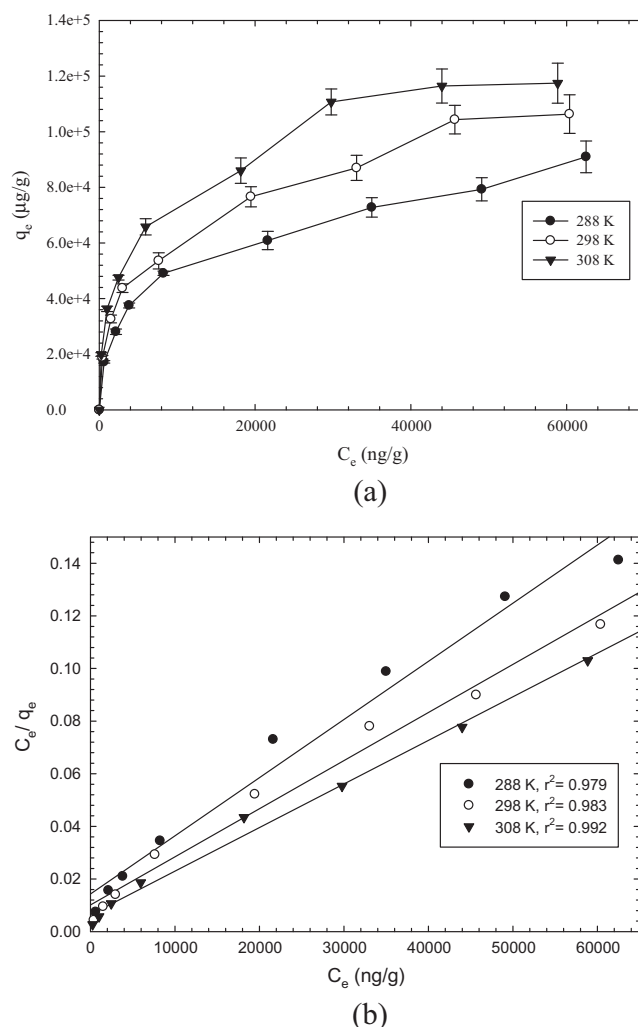 1.4e+5
1.2e+5
1.0e+5
8.0e+4
6.0e+4
4.0e+4
2.0e+4
0.0
qe (µg/g)
288 K
298 K
308 K
0 20000 40000 60000
Ce (ng/g)
(a)
0.14
0.12
0.10
0.08
0.06
0.04
0.02
0.00
Ce/ qe
288 K, r²= 0.979
298 K, r²= 0.983
308 K, r²= 0.992
0 10000 20000 30000 40000 50000 60000
Ce (ng/g)
(b)